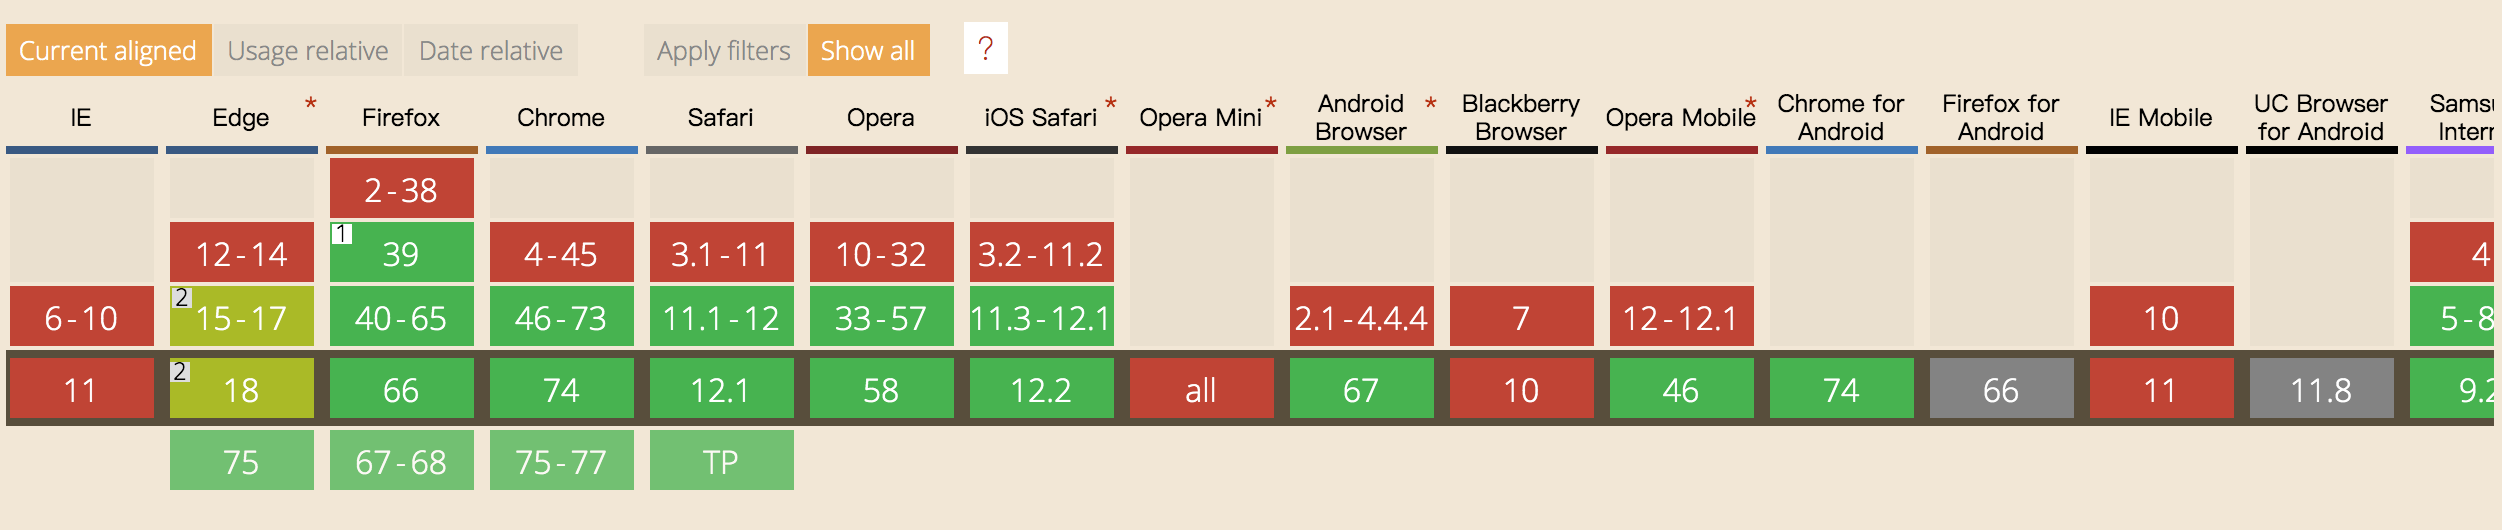 Current aligned Usage relative Date relative Apply filters Show all ?
IE Edge * Firefox Chrome Safari Opera iOS Safari * Opera Mini * Android Browser * Blackberry Browser Opera Mobile * Chrome for Android Firefox for Android IE Mobile UC Browser for Android
2-38
12-14 1 39 4-45 3.1-11 10-32 3.2-11.2 4
6-10 2 15-17 40-65 46-73 11.1-12 33-57 11.3-12.1 2.1-4.4.4 7 12-12.1 10 5-8
11 2 18 66 74 12.1 58 12.2 all 67 10 46 74 66 11 11.8 9.2
75 67-68 75-77 TP